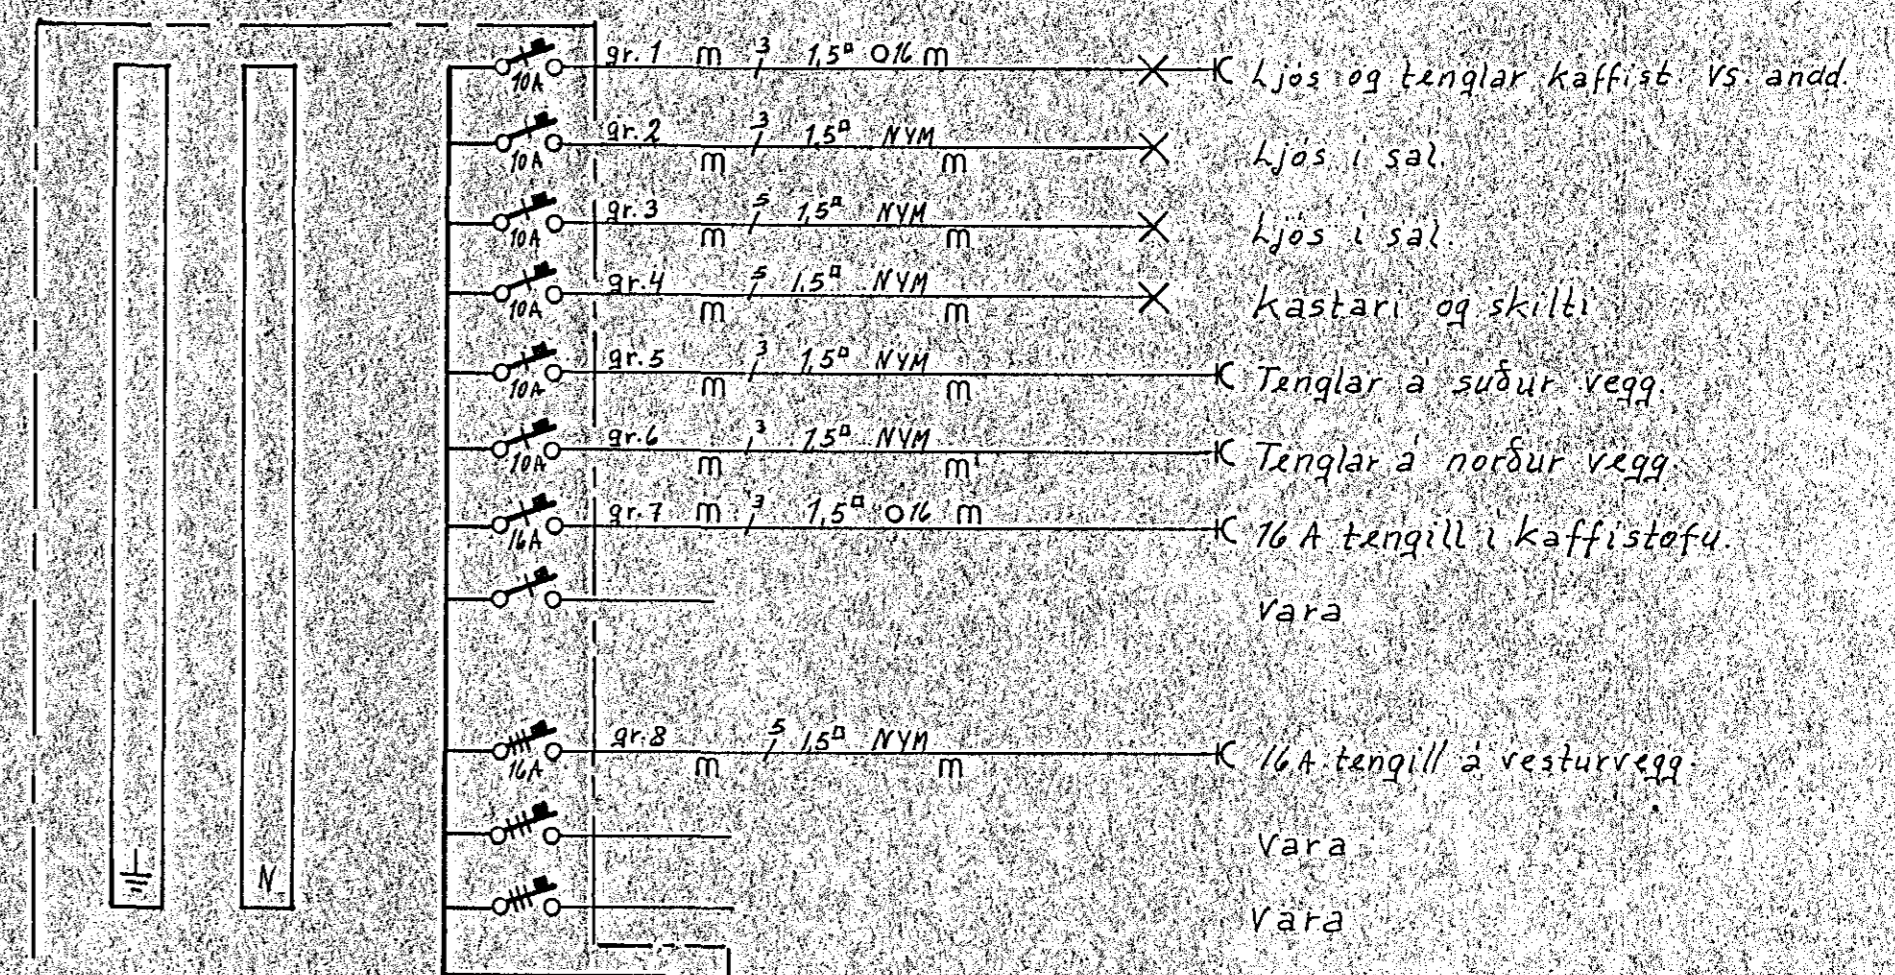 gr. 1 m 3 1,5▫ O16 m Ljós og tenglar kaffist. vs. andd.
10A
gr.2 3 1,5▫ NYM
10A m m Ljós í sal.
gr.3 5 1,5▫ NYM
10A m m Ljós í sal.
gr.4 5 1,5▫ NYM
10A m m Kastari og skilti
gr.5 3 1,5▫ NYM
10A m m Tenglar á suður vegg.
gr.6 3 1,5▫ NYM
10A m m Tenglar á norður vegg.
gr.7 m 3 1,5▫ O16 m
16A 16 A tengill í kaffistofu.
Vara
gr.8 5 1,5▫ NYM
16A m m 16A tengill á vesturvegg.
Vara
N
Vara